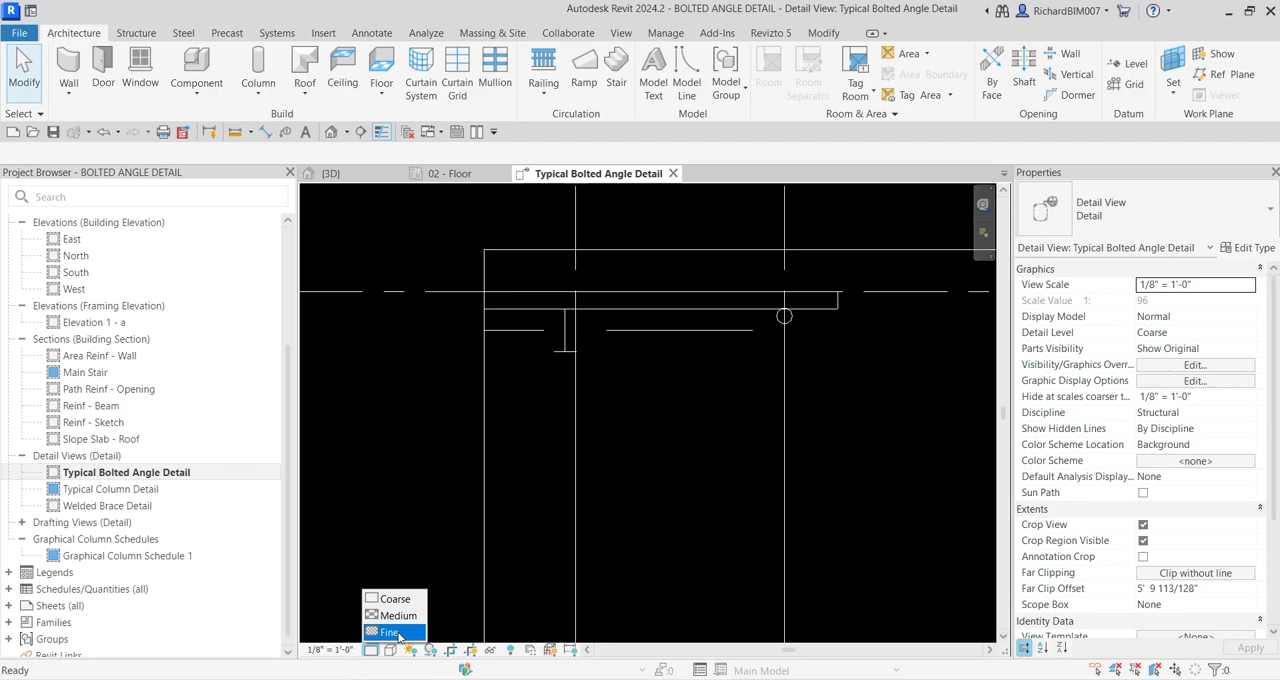 R Autodesk Revit 2024.2 - BOLTED ANGLE DETAIL - Detail View: Typical Bolted Angle Detail RichardBIM007
File Architecture Structure Steel Precast Systems Insert Annotate Analyze Massing & Site Collaborate View Manage Add-Ins Revizto 5 Modify
Modify Wall Door Window Component Column Roof Ceiling Floor Curtain System Curtain Grid Mullion Railing Ramp Stair Model Text Model Line Model Group Room Room Separator Tag Room Area Area Boundary Tag Area By Face Shaft Wall Vertical Dormer Level Grid Set Show Ref Plane Viewer
Select Build Circulation Model Room & Area Opening Datum Work Plane
Project Browser - BOLTED ANGLE DETAIL
Search
Elevations (Building Elevation)
East
North
South
West
Elevations (Framing Elevation)
Elevation 1 - a
Sections (Building Section)
Area Reinf - Wall
Main Stair
Path Reinf - Opening
Reinf - Beam
Reinf - Sketch
Slope Slab - Roof
Detail Views (Detail)
Typical Bolted Angle Detail
Typical Column Detail
Welded Brace Detail
Drafting Views (Detail)
Graphical Column Schedules
Graphical Column Schedule 1
Legends
Schedules/Quantities (all)
Sheets (all)
Families
Groups
Revit Links
{3D} 02 - Floor Typical Bolted Angle Detail
Coarse
Medium
Fine
1/8" = 1'-0"
Properties
Detail View
Detail
Detail View: Typical Bolted Angle Detail Edit Type
Graphics
View Scale 1/8" = 1'-0"
Scale Value 1: 96
Display Model Normal
Detail Level Coarse
Parts Visibility Show Original
Visibility/Graphics Overr... Edit...
Graphic Display Options Edit...
Hide at scales coarser t... 1/8" = 1'-0"
Discipline Structural
Show Hidden Lines By Discipline
Color Scheme Location Background
Color Scheme <none>
Default Analysis Display... None
Sun Path
Extents
Crop View
Crop Region Visible
Annotation Crop
Far Clipping Clip without line
Far Clip Offset 5' 9 113/128"
Scope Box None
Identity Data
View Template <None>
Apply
Ready :0 Main Model :0